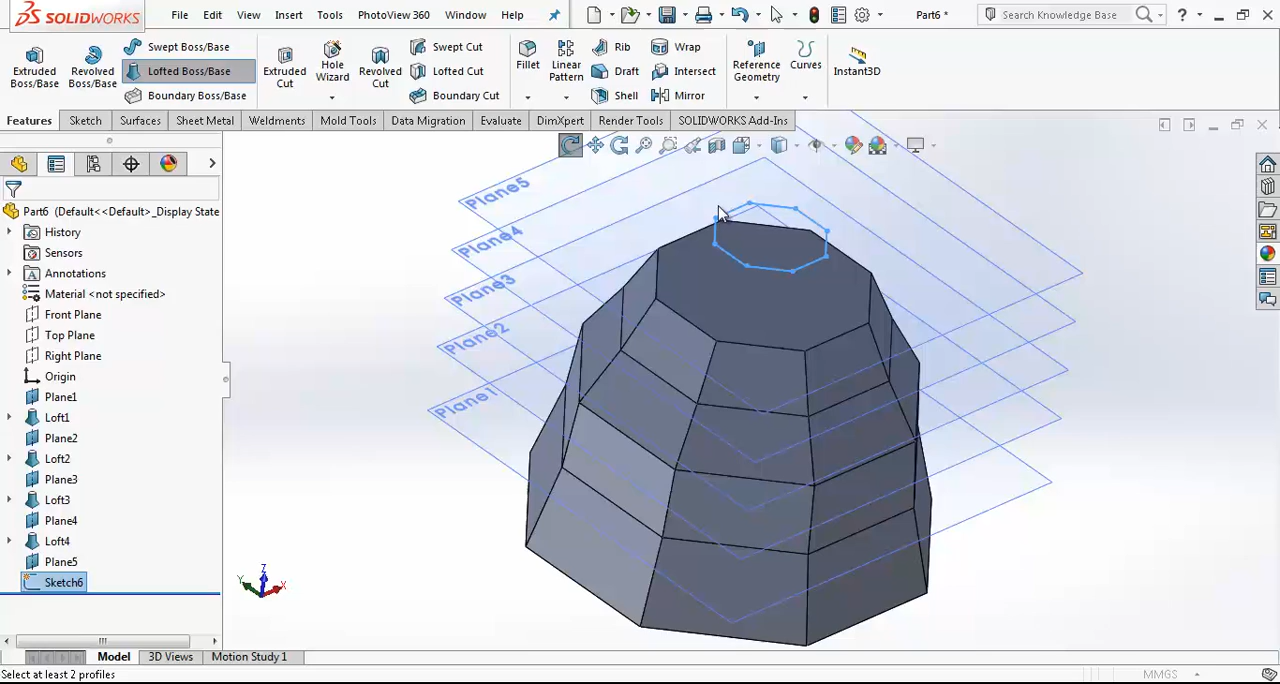 SOLIDWORKS File Edit View Insert Tools PhotoView 360 Window Help Part6 * Search Knowledge Base ?
Extruded Boss/Base
Revolved Boss/Base
Swept Boss/Base
Lofted Boss/Base
Boundary Boss/Base
Extruded Cut
Hole Wizard
Revolved Cut
Swept Cut
Lofted Cut
Boundary Cut
Fillet
Linear Pattern
Rib
Draft
Shell
Wrap
Intersect
Mirror
Reference Geometry
Curves
Instant3D
Features Sketch Surfaces Sheet Metal Weldments Mold Tools Data Migration Evaluate DimXpert Render Tools SOLIDWORKS Add-Ins
Part6 (Default<<Default>_Display State
History
Sensors
Annotations
Material <not specified>
Front Plane
Top Plane
Right Plane
Origin
Plane1
Loft1
Plane2
Loft2
Plane3
Loft3
Plane4
Loft4
Plane5
Sketch6
Plane5
Plane4
Plane3
Plane2
Plane1
Z
Y
X
Model 3D Views Motion Study 1
Select at least 2 profiles MMGS